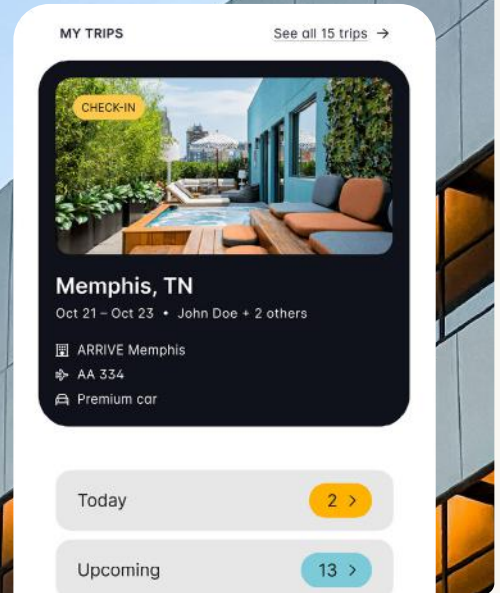 MY TRIPS
See all 15 trips →
CHECK-IN
Memphis, TN
Oct 21 – Oct 23 • John Doe + 2 others
ARRIVE Memphis
AA 334
Premium car
Today
2 >
Upcoming
13 >